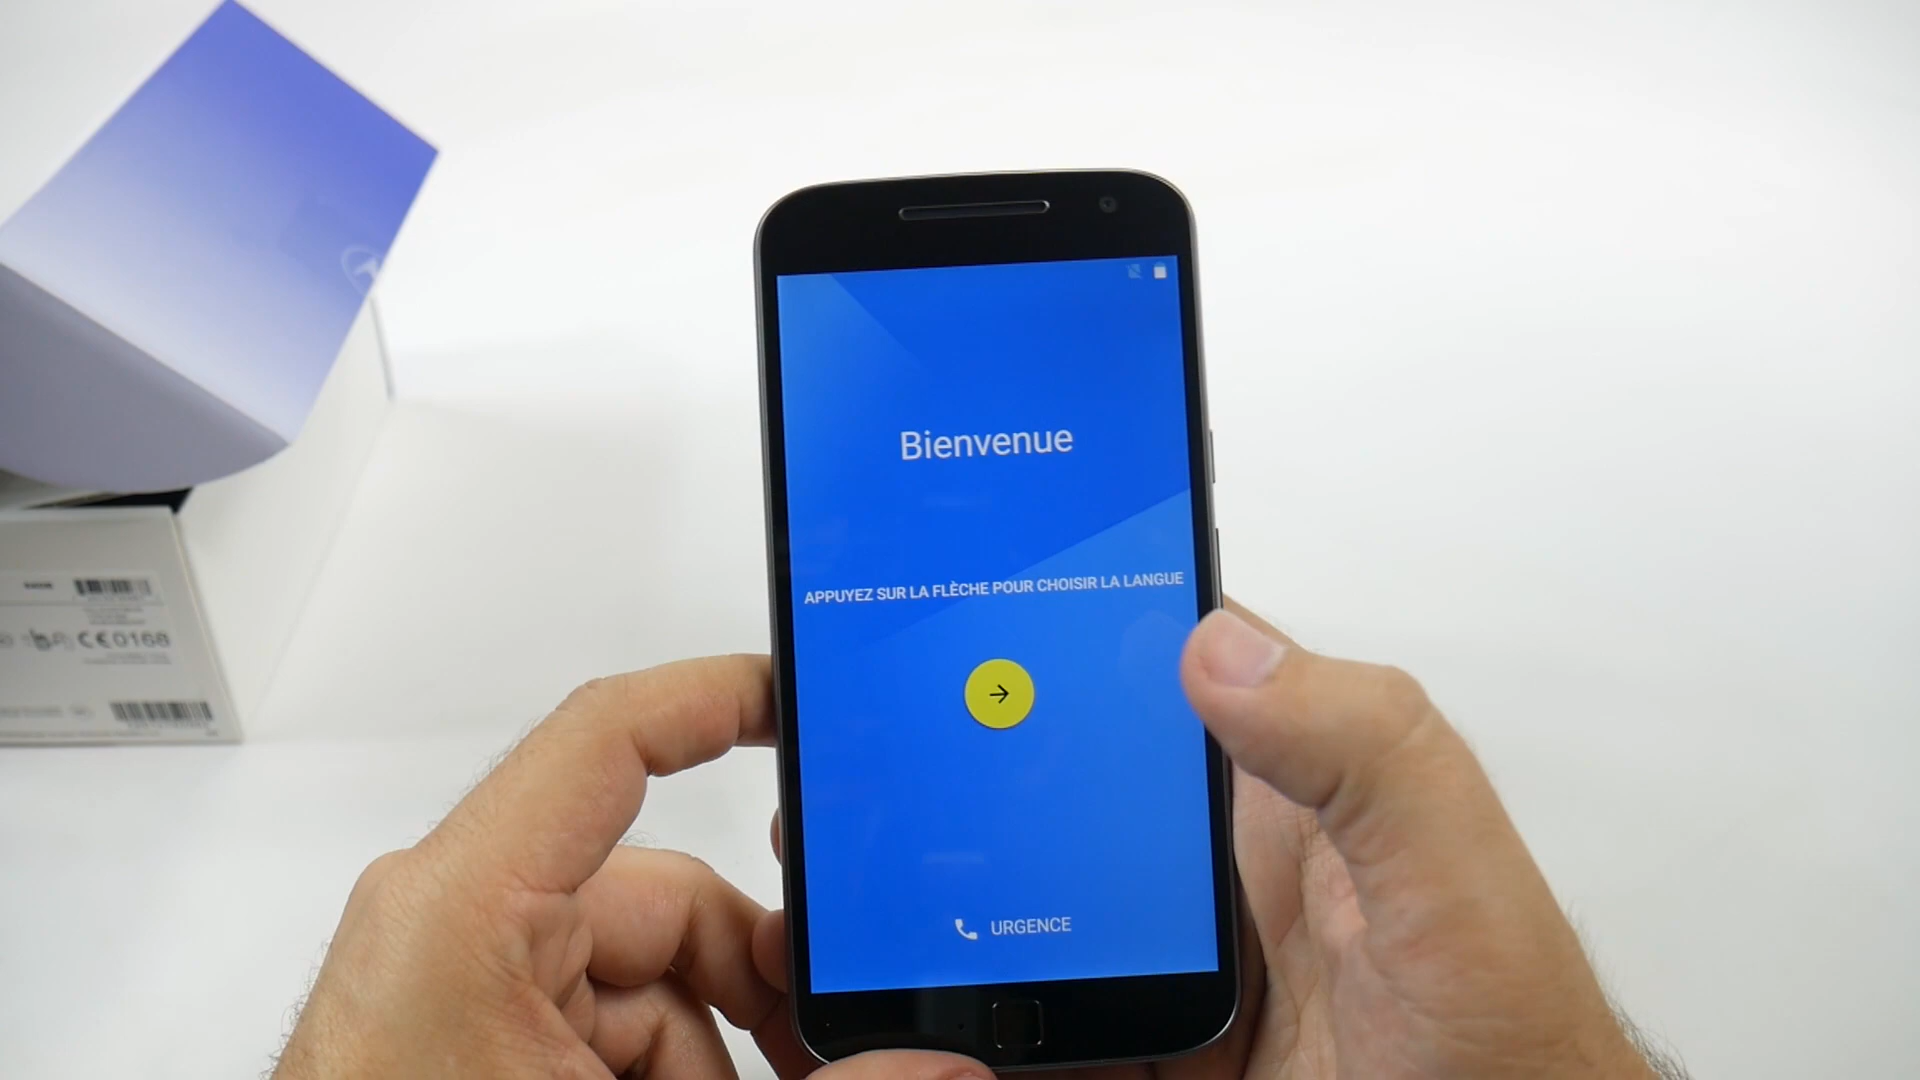 Bienvenue
APPUYEZ SUR LA FLÈCHE POUR CHOISIR LA LANGUE
URGENCE
CE0168